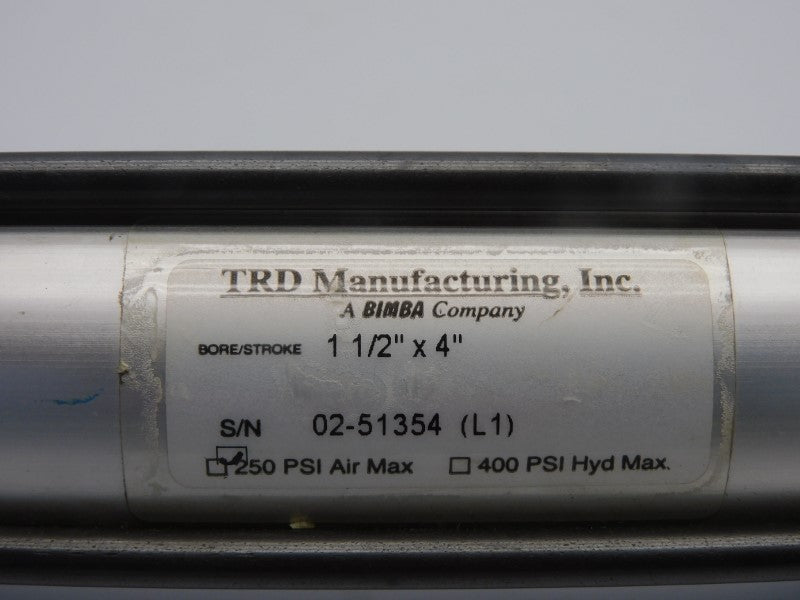 TRD Manufacturing, Inc.
A BIMBA Company
BORE/STROKE 1 1/2" x 4"
S/N 02-51354 (L1)
250 PSI Air Max 400 PSI Hyd Max.